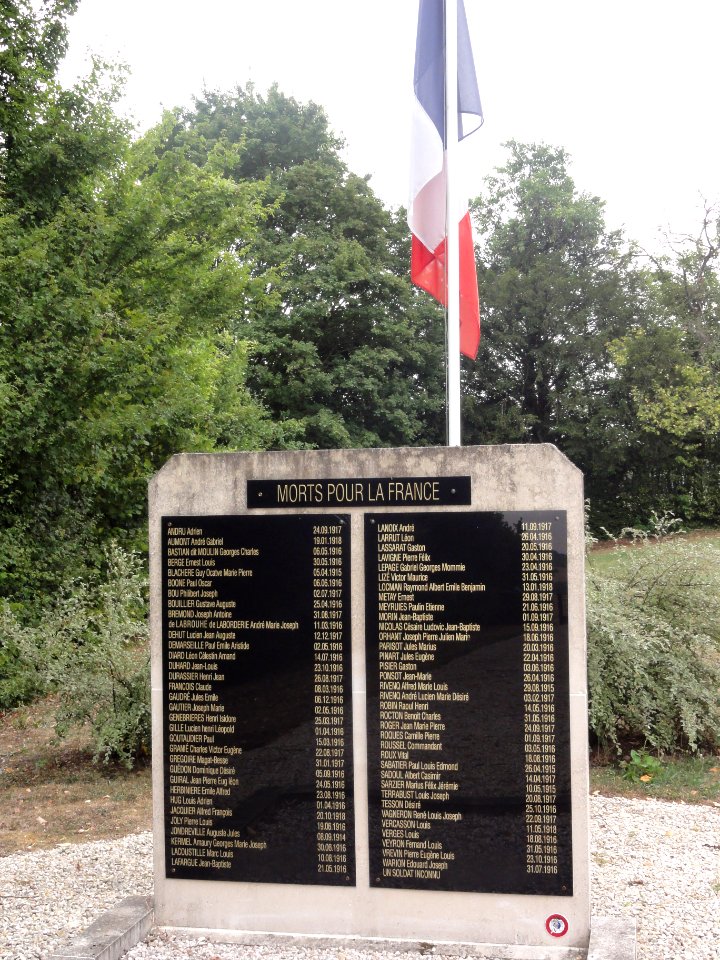 MORTS POUR LA FRANCE
ANDRU Adrien 24.09.1917
AUMONT André Gabriel 19.01.1918
BASTIAN dit MOULIN Georges Charles 06.05.1916
BERGE Ernest Louis 30.05.1916
BLACHERE Guy Ocatve Marie Pierre 05.04.1915
BOONE Paul Oscar 06.05.1916
BOU Philibert Joseph 02.07.1917
BOUILLIER Gustave Auguste 25.04.1916
BREMOND Joseph Antoine 31.08.1917
de LABROUHE de LABORDERIE André Marie Joseph 11.03.1916
DEHUT Lucien Jean Auguste 12.12.1917
DEMARSEILLE Paul Emile Aristide 02.05.1916
DIARD Léon Célestin Armand 14.07.1916
DUHARD Jean-Louis 23.10.1916
DURASSIER Henri Jean 26.08.1917
FRANCOIS Claude 08.03.1916
GAUDRÉ Jules Emile 06.12.1916
GAUTIER Joseph Marie 02.05.1916
GENEBRIERES Henri Isidore 25.03.1917
GILLE Lucien henri Léopold 01.04.1916
GOUTAUDIER Paul 15.03.1916
GRAMÉ Charles Victor Eugène 22.08.1917
GREGOIRE Magat-Besse 31.01.1917
GUÉDON Dominique Désiré 05.09.1916
GUIRAL Jean Pierre Eug léon 24.05.1916
HERBINIERE Emile Alfred 23.08.1916
HUG Louis Adrien 01.04.1916
JACQUIER Alfred François 20.10.1918
JOLY Pierre Louis 19.06.1916
JONDREVILLE Auguste Jules 08.09.1914
KERMEL Amaury Georges Marie Joseph 30.08.1916
LACOUSTILLE Marc Louis 10.08.1916
LAFARGUE Jean-Baptiste 21.05.1916
LANOIX André 11.09.1917
LARRIUT Léon 26.04.1916
LASSARAT Gaston 20.05.1916
LAVIGNE Pierre Félix 30.04.1916
LEPAGE Gabriel Georges Mommie 23.04.1916
LIZÉ Victor Maurice 31.05.1916
LOCMAN Raymond Albert Emile Benjamin 13.01.1918
METAY Ernest 29.08.1917
MEYRUIES Paulin Etienne 21.06.1916
MORIN Jean-Baptiste 01.09.1917
NICOLAS Césaire Ludovic Jean-Baptiste 15.09.1916
ORHANT Joseph Pierre Julien Marie 18.06.1916
PARISOT Jules Marius 20.03.1916
PINART Jules Eugène 22.04.1916
PISIER Gaston 03.06.1916
PONSOT Jean-Marie 26.04.1916
RIVENQ Alfred Marie Louis 29.08.1915
RIVENQ André Lucien Marie Désiré 03.02.1917
ROBIN Raoul Henri 14.05.1916
ROCTON Benoît Charles 31.05.1916
ROGER Jean Marie Pierre 24.09.1917
ROQUES Camille Pierre 01.09.1917
ROUSSEL Commandant 03.05.1916
ROUX Vital 18.08.1916
SABATIER Paul Louis Edmond 26.04.1915
SADOUL Albert Casimir 14.04.1917
SARZIER Marius Félix Jérémie 10.05.1915
TERRABUST Louis Joseph 20.08.1917
TESSON Désiré 25.10.1916
VAGNERON René Louis Joseph 22.09.1917
VERCASSON Louis 11.05.1918
VERGES Louis 18.08.1916
VEYRON Fernand Louis 31.05.1916
VREVIN Pierre Eugène Louis 23.10.1916
WARION Edouard Joseph 31.07.1916
UN SOLDAT INCONNU